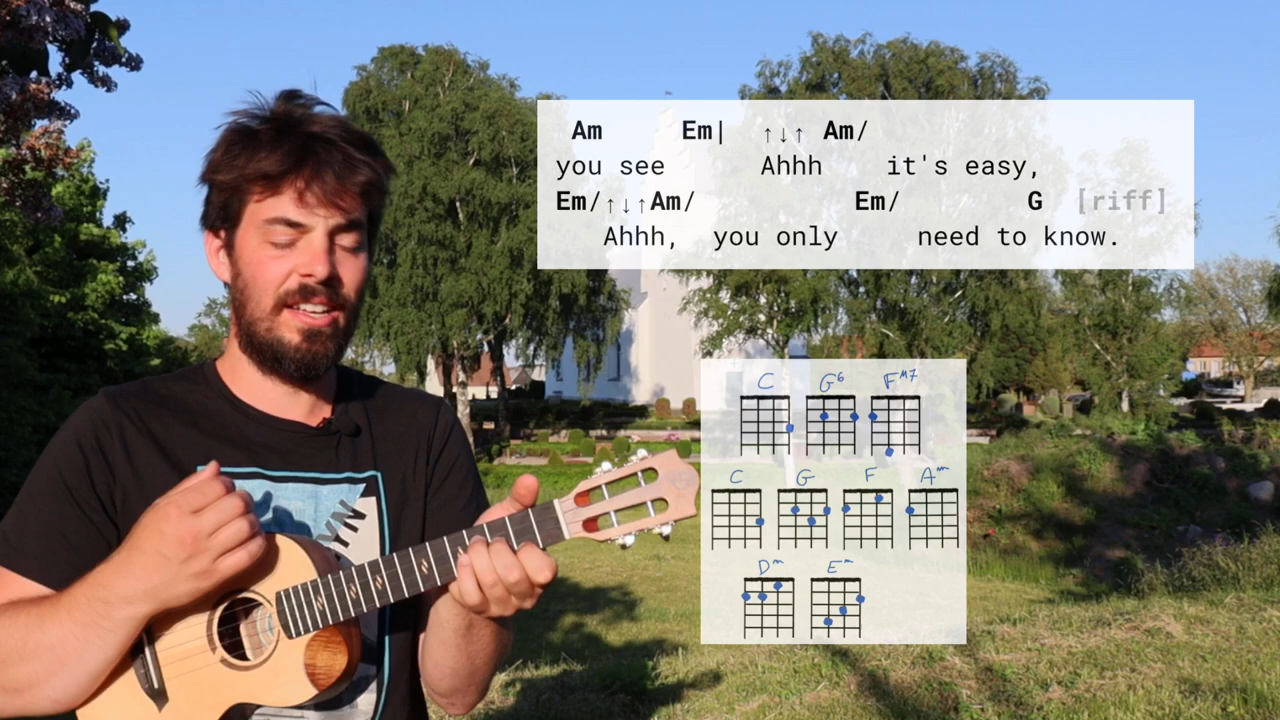 Am Em| ↑↓↑ Am/
you see Ahhh it's easy,
Em/↑↓↑Am/ Em/ G [riff]
Ahhh, you only need to know.
C G6 FM7
C G F Am
Dm Em